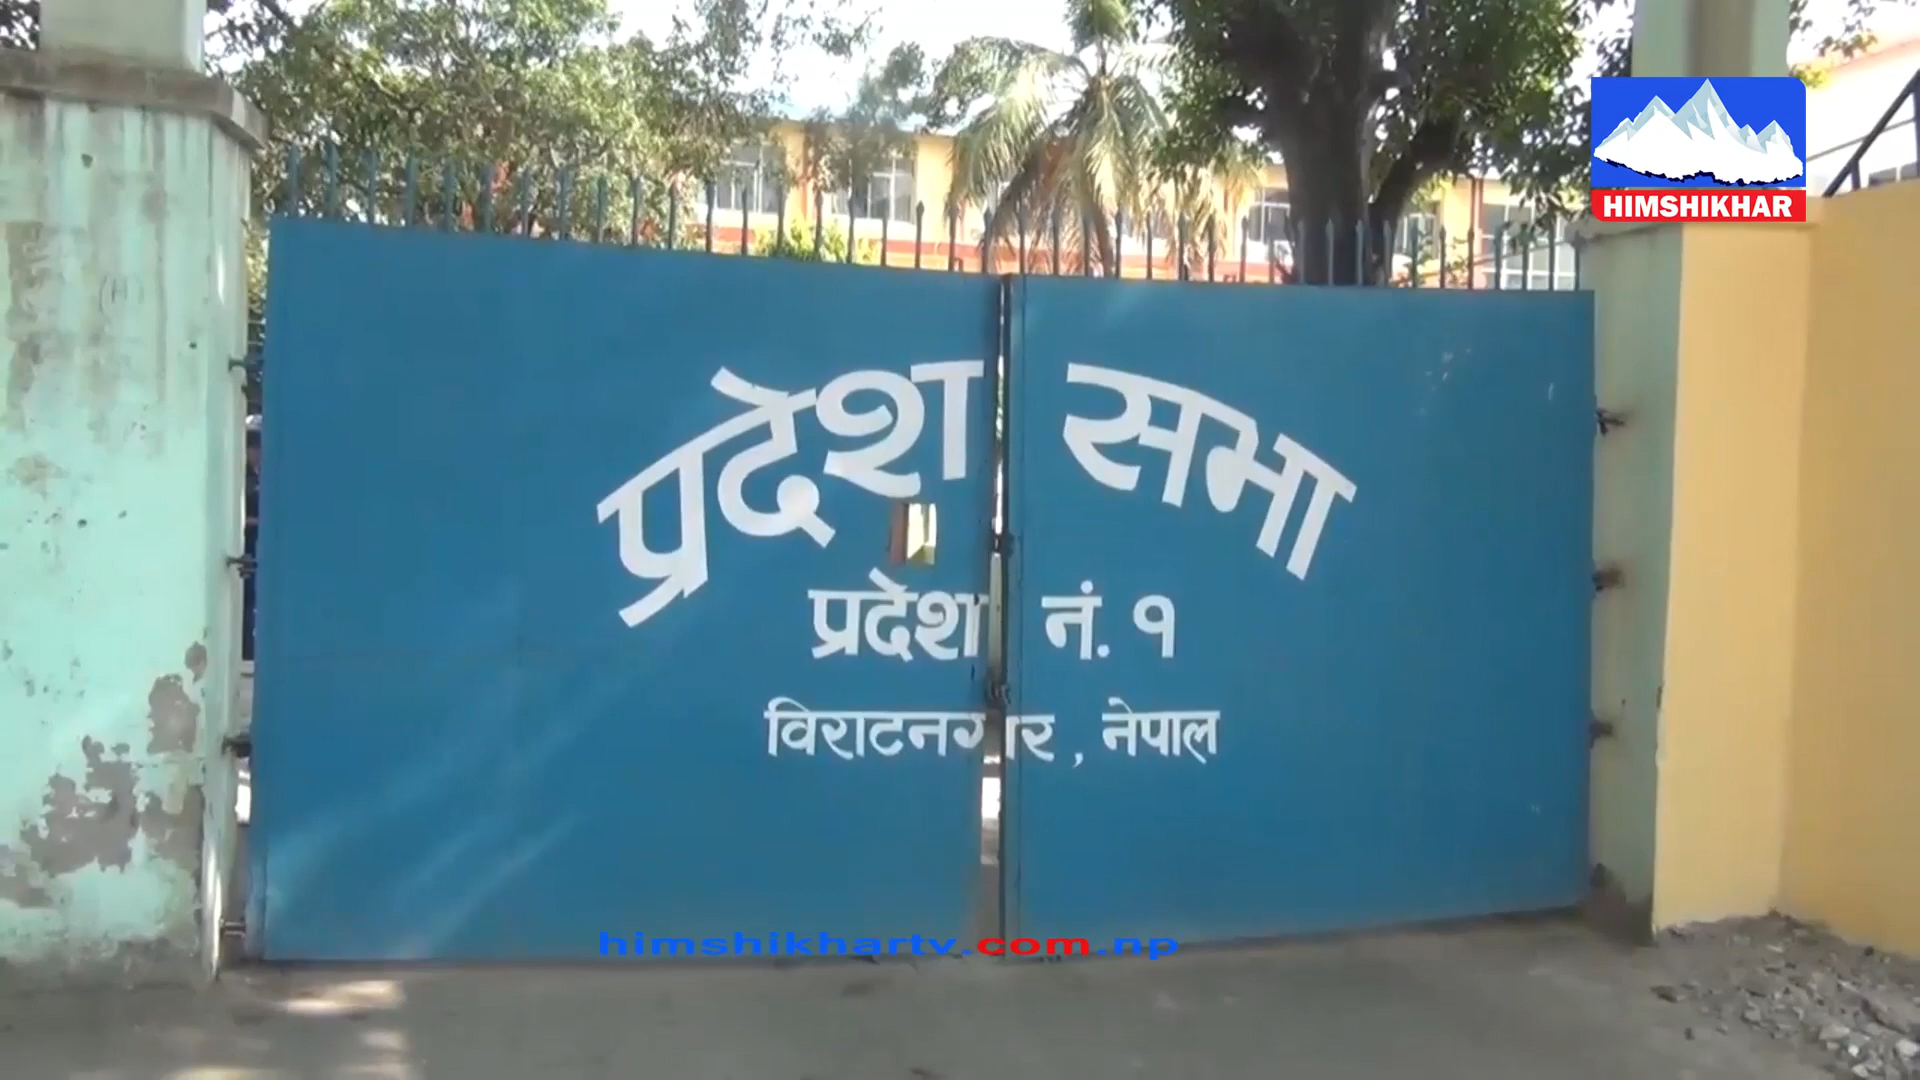 HIMSHIKHAR
प्रदेश सभा
प्रदेश नं. १
विराटनगर, नेपाल
himshikhartv.com.np